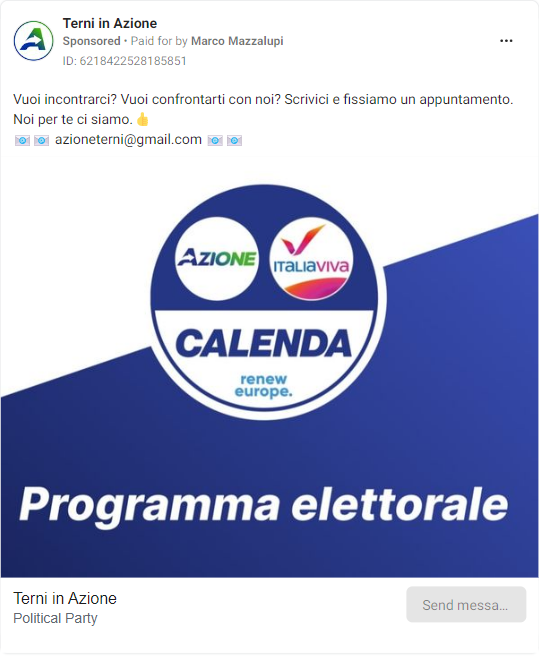 Terni in Azione
Sponsored • Paid for by Marco Mazzalupi
ID: 6218422528185851
Vuoi incontrarci? Vuoi confrontarti con noi? Scrivici e fissiamo un appuntamento.
Noi per te ci siamo. 👍
📧📧 azioneterni@gmail.com 📧📧
AZIONE
ITALIAVIVA
CALENDA
renew
europe.
Programma elettorale
Terni in Azione
Political Party
Send messa...